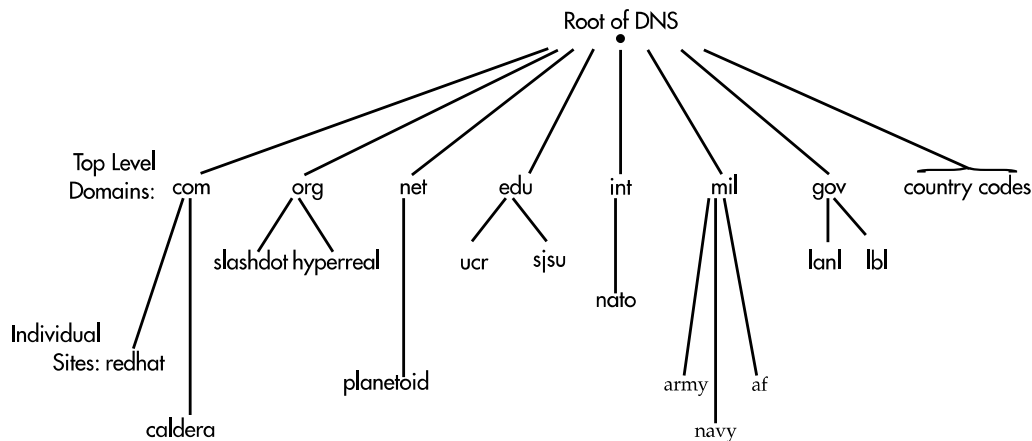 Root of DNS
Top Level
Domains: com org net edu int mil gov country codes
slashdot hyperreal ucr sjsu lanl lbl
nato
Individual
Sites: redhat
planetoid army af
caldera navy